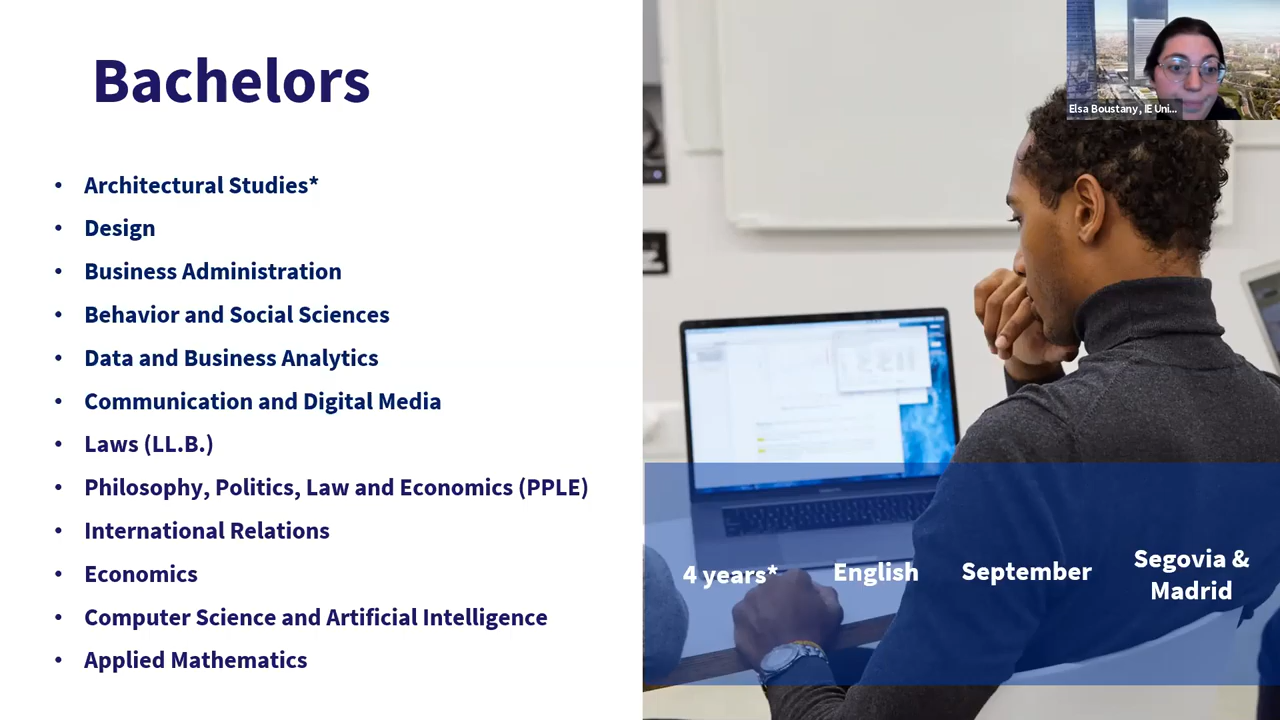 Bachelors
Elsa Boustany, IE Uni...
• Architectural Studies*
• Design
• Business Administration
• Behavior and Social Sciences
• Data and Business Analytics
• Communication and Digital Media
• Laws (LL.B.)
• Philosophy, Politics, Law and Economics (PPLE)
• International Relations
• Economics
• Computer Science and Artificial Intelligence
• Applied Mathematics
4 years*
English
September
Segovia &
Madrid